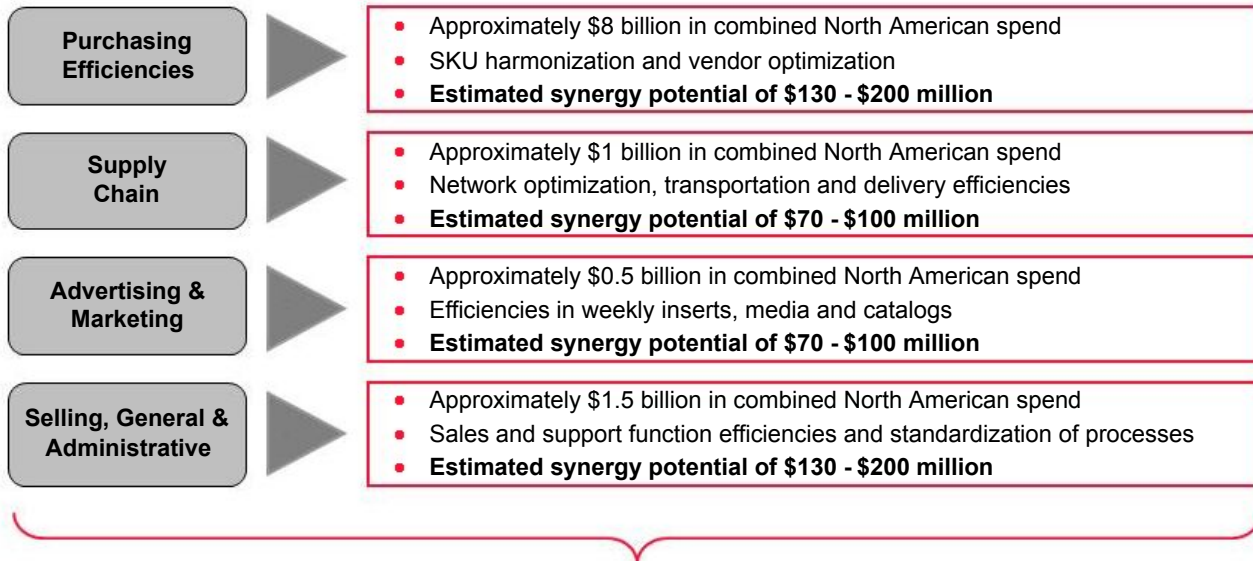 Purchasing
Efficiencies
• Approximately $8 billion in combined North American spend
• SKU harmonization and vendor optimization
• Estimated synergy potential of $130 - $200 million
Supply
Chain
• Approximately $1 billion in combined North American spend
• Network optimization, transportation and delivery efficiencies
• Estimated synergy potential of $70 - $100 million
Advertising &
Marketing
• Approximately $0.5 billion in combined North American spend
• Efficiencies in weekly inserts, media and catalogs
• Estimated synergy potential of $70 - $100 million
Selling, General &
Administrative
• Approximately $1.5 billion in combined North American spend
• Sales and support function efficiencies and standardization of processes
• Estimated synergy potential of $130 - $200 million